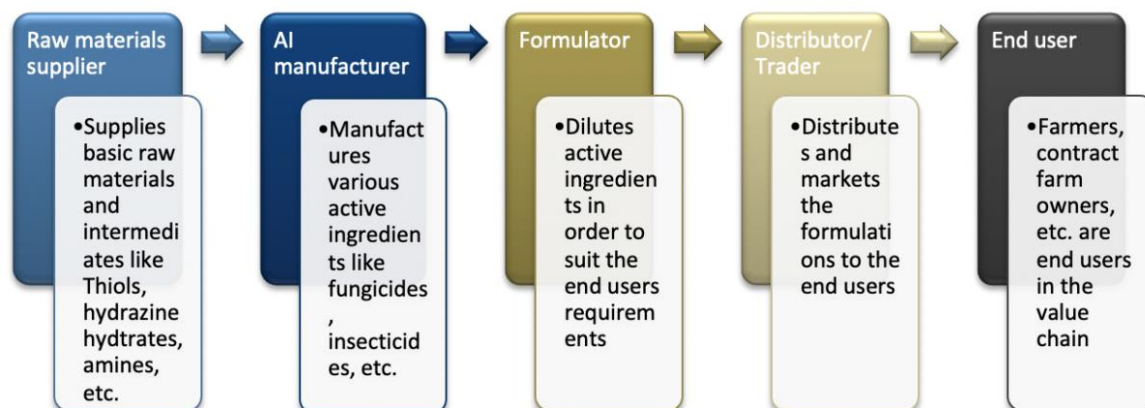 Raw materials
supplier
•Supplies
basic raw
materials
and
intermedi
ates like
Thiols,
hydrazine
hydtrates,
amines,
etc.
AI
manufacturer
•Manufact
ures
various
active
ingredien
ts like
fungicides
,
insecticid
es, etc.
Formulator
•Dilutes
active
ingredien
ts in
order to
suit the
end users
requirem
ents
Distributor/
Trader
•Distribute
s and
markets
the
formulati
ons to the
end users
End user
•Farmers,
contract
farm
owners,
etc. are
end users
in the
value
chain